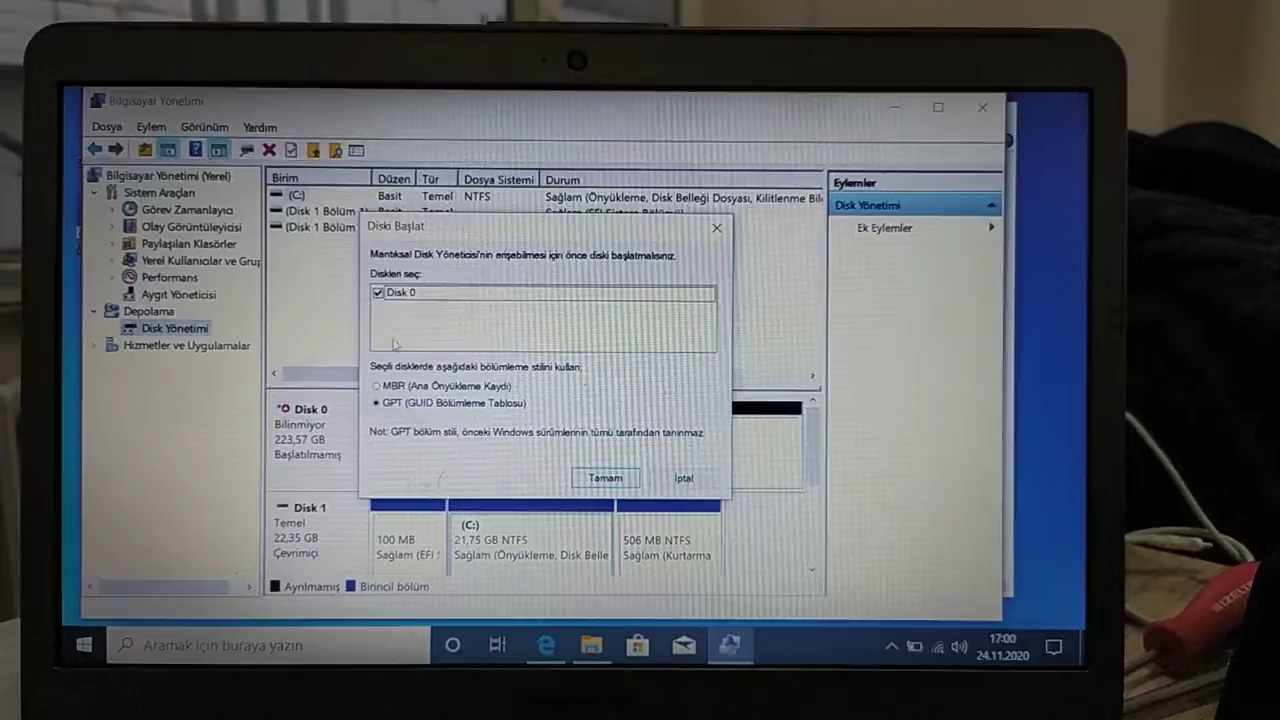 Bilgisayar Yönetimi
Dosya Eylem Görünüm Yardım
Bilgisayar Yönetimi (Yerel)
Sistem Araçları
Görev Zamanlayıcı
Olay Görüntüleyicisi
Paylaşılan Klasörler
Yerel Kullanıcılar ve Grup
Performans
Aygıt Yöneticisi
Depolama
Disk Yönetimi
Hizmetler ve Uygulamalar
Birim Düzen Tür Dosya Sistemi Durum
(C:) Basit Temel NTFS Sağlam (Önyükleme, Disk Belleği Dosyası, Kilitlenme Bil
(Disk 1 Bölüm
(Disk 1 Bölüm
Diski Başlat
Mantıksal Disk Yöneticisi'nin erişebilmesi için önce diski başlatmalısınız.
Diskleri seç:
Disk 0
Seçili disklerde aşağıdaki bölümleme stilini kullan:
MBR (Ana Önyükleme Kaydı)
GPT (GUID Bölümleme Tablosu)
Not: GPT bölüm stili, önceki Windows sürümlerinin tümü tarafından tanınmaz.
Tamam İptal
Disk 0
Bilinmiyor
223,57 GB
Başlatılmamış
Disk 1
Temel
22,35 GB
Çevrimiçi
100 MB
Sağlam (EFI
(C:)
21,75 GB NTFS
Sağlam (Önyükleme, Disk Belle
506 MB NTFS
Sağlam (Kurtarma
Ayrılmamış Birincil bölüm
Eylemler
Disk Yönetimi
Ek Eylemler
Aramak için buraya yazın
17:00
24.11.2020